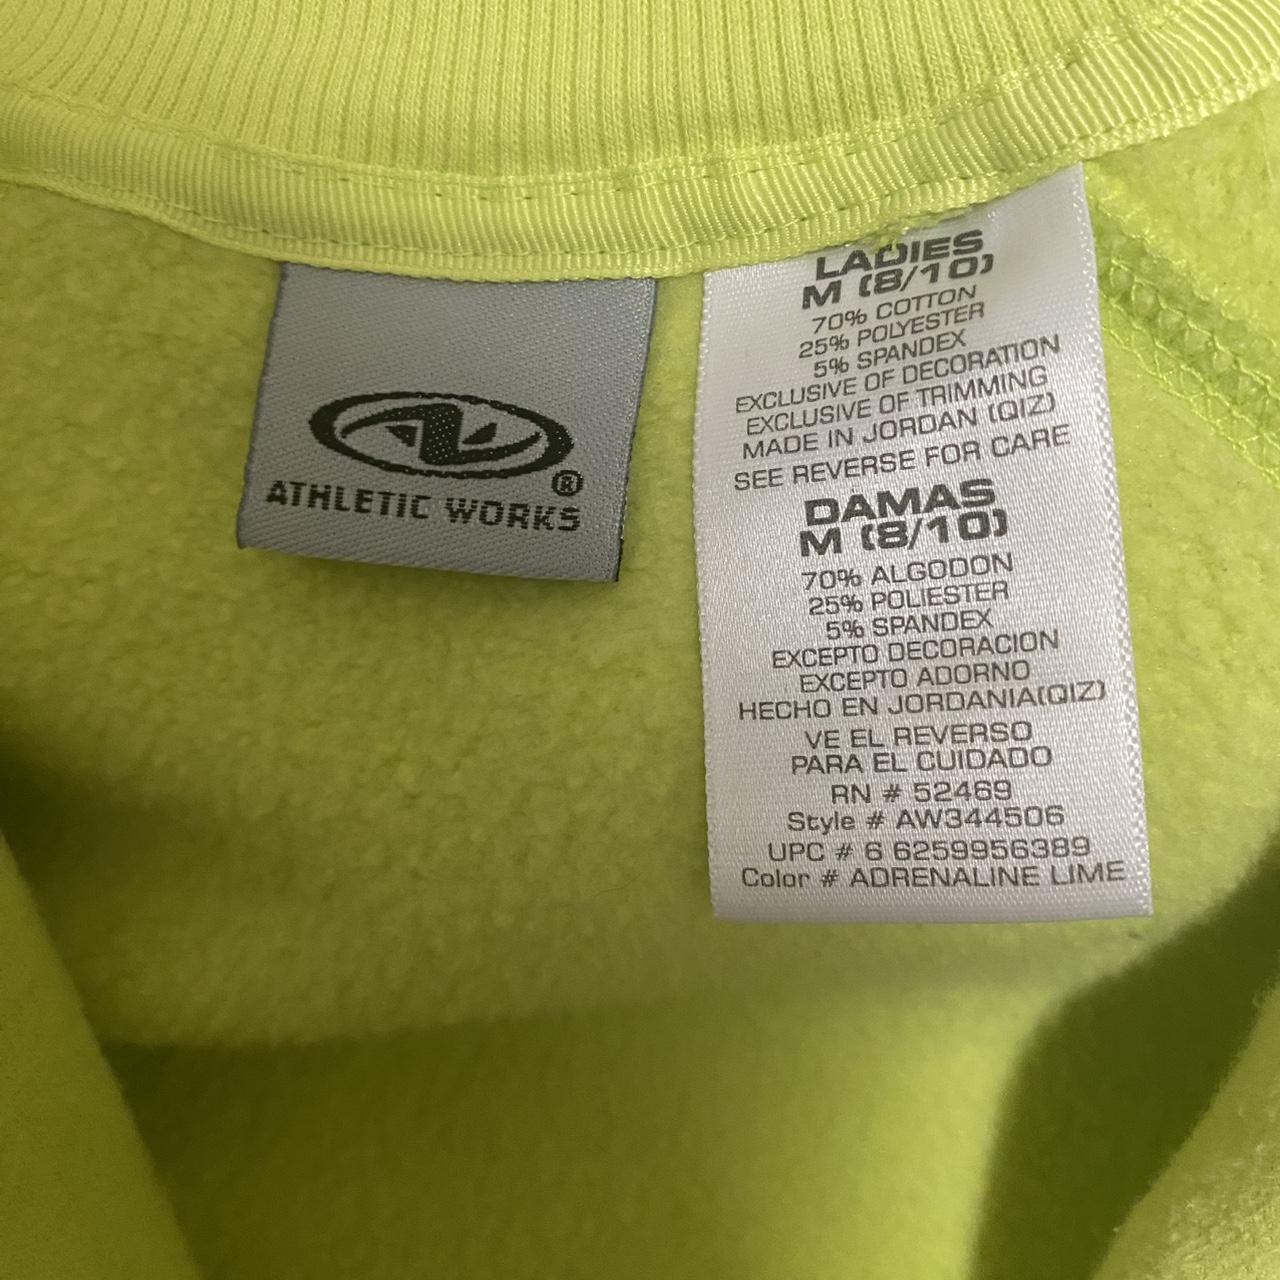 ATHLETIC WORKS®
LADIES
M (8/10)
70% COTTON
25% POLYESTER
5% SPANDEX
EXCLUSIVE OF DECORATION
EXCLUSIVE OF TRIMMING
MADE IN JORDAN (QIZ)
SEE REVERSE FOR CARE
DAMAS
M (8/10)
70% ALGODON
25% POLIESTER
5% SPANDEX
EXCEPTO DECORACION
EXCEPTO ADORNO
HECHO EN JORDANIA(QIZ)
VE EL REVERSO
PARA EL CUIDADO
RN # 52469
Style # AW344506
UPC # 6 6259956389
Color # ADRENALINE LIME